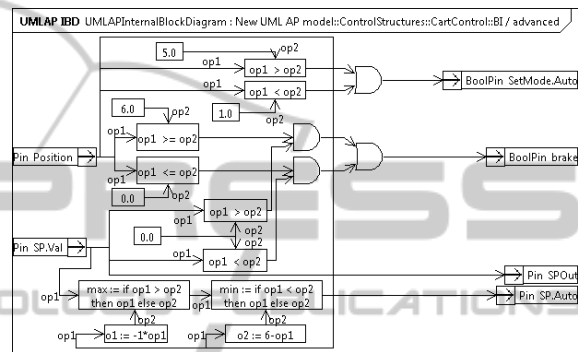 UMLAP IBD UMLAPInternalBlockDiagram : New UML AP model::ControlStructures::CartControl::BI / advanced
5.0
op2
op1
op1 > op2
op1
op1 < op2
BoolPin SetMode.Auto
6.0
op2
1.0
op2
op1
op1 >= op2
Pin Position
BoolPin brake
op1 <= op2
op1
0.0
op2
op1 > op2
op1
op2
0.0
op2
Pin SP.Val
op1
op1 < op2
Pin SPOut
op1
max := if op1 > op2
then op1 else op2
op1
min := if op1 < op2
then op1 else op2
Pin SP.Auto
op2
op2
op1
o1 := -1*op1
op1
o2 := 6-op1
PRESS
PUBLICATIONS